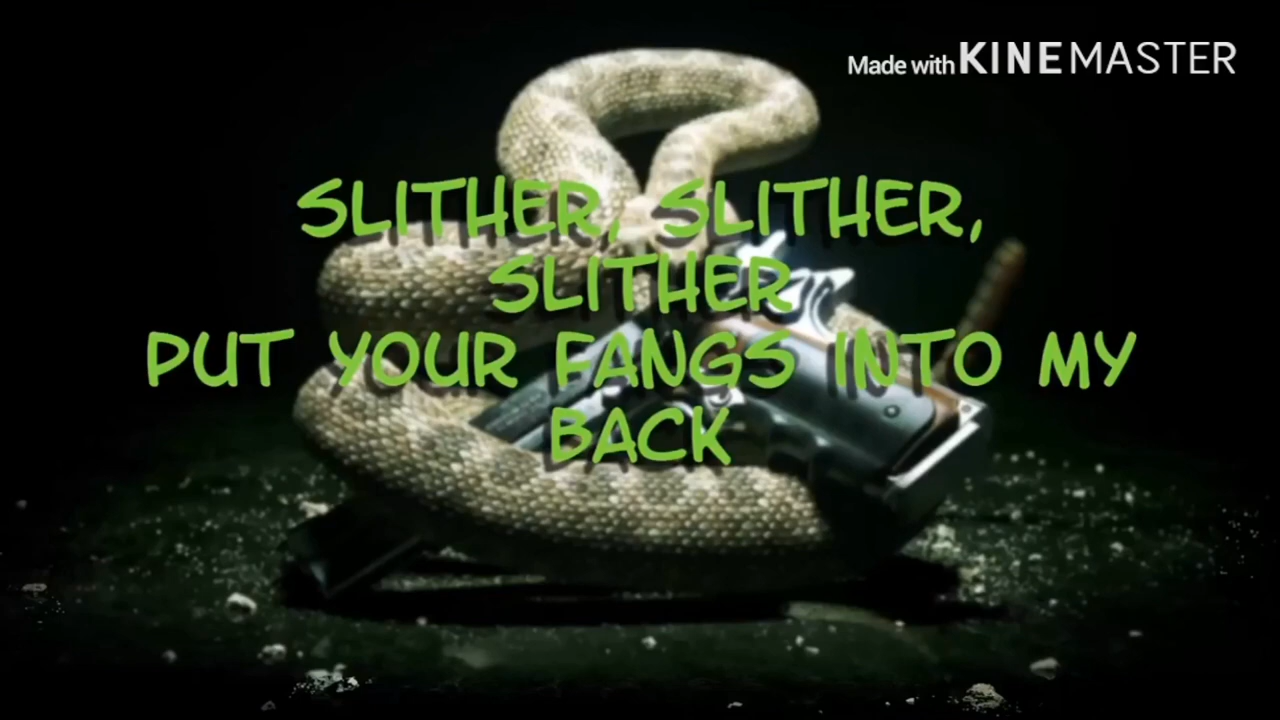 Made with KINEMASTER
SLITHER, SLITHER,
SLITHER
PUT YOUR FANGS INTO MY
BACK